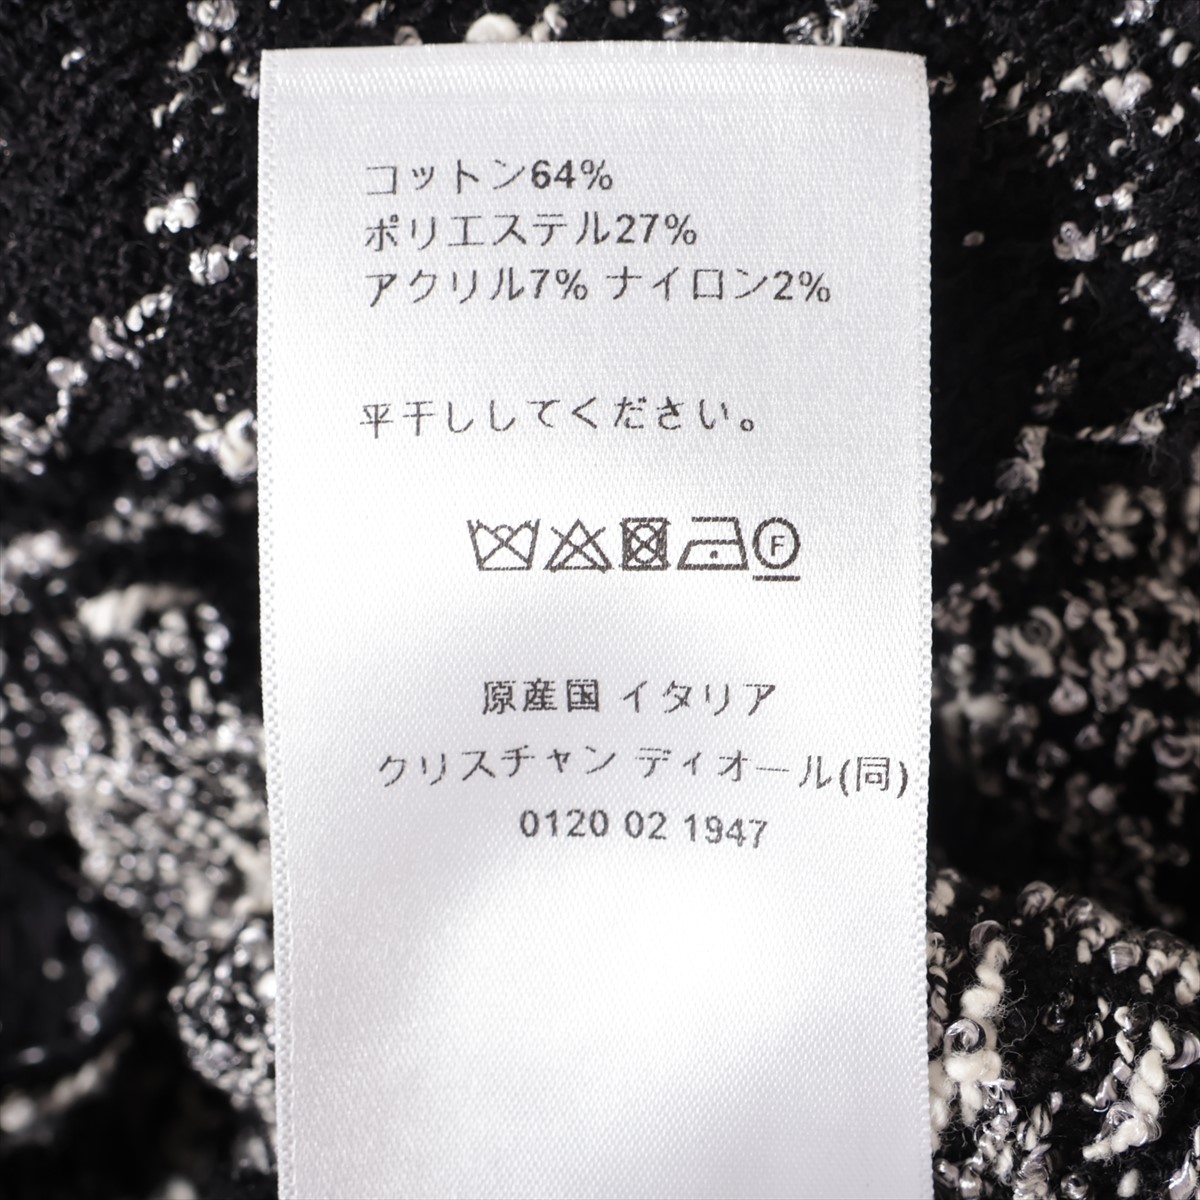 コットン64%
ポリエステル27%
アクリル7% ナイロン2%
平干ししてください。
F
原産国 イタリア
クリスチャン ディオール(同)
0120 02 1947